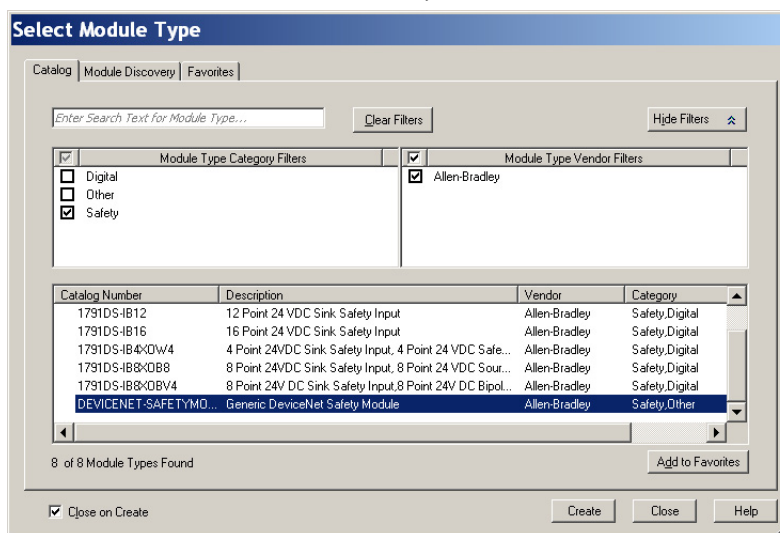 Select Module Type
Catalog Module Discovery Favorites
Enter Search Text for Module Type... Clear Filters Hide Filters
Module Type Category Filters Module Type Vendor Filters
Digital Allen-Bradley
Other
Safety
Catalog Number Description Vendor Category
1791DS-IB12 12 Point 24 VDC Sink Safety Input Allen-Bradley Safety,Digital
1791DS-IB16 16 Point 24 VDC Sink Safety Input Allen-Bradley Safety,Digital
1791DS-IB4XOW4 4 Point 24VDC Sink Safety Input, 4 Point 24 VDC Safe... Allen-Bradley Safety,Digital
1791DS-IB8XOB8 8 Point 24VDC Sink Safety Input, 8 Point 24 VDC Sour... Allen-Bradley Safety,Digital
1791DS-IB8XOBV4 8 Point 24V DC Sink Safety Input,8 Point 24V DC Bipol... Allen-Bradley Safety,Digital
DEVICENET-SAFETYMO... Generic DeviceNet Safety Module Allen-Bradley Safety,Other
8 of 8 Module Types Found Add to Favorites
Close on Create Create Close Help